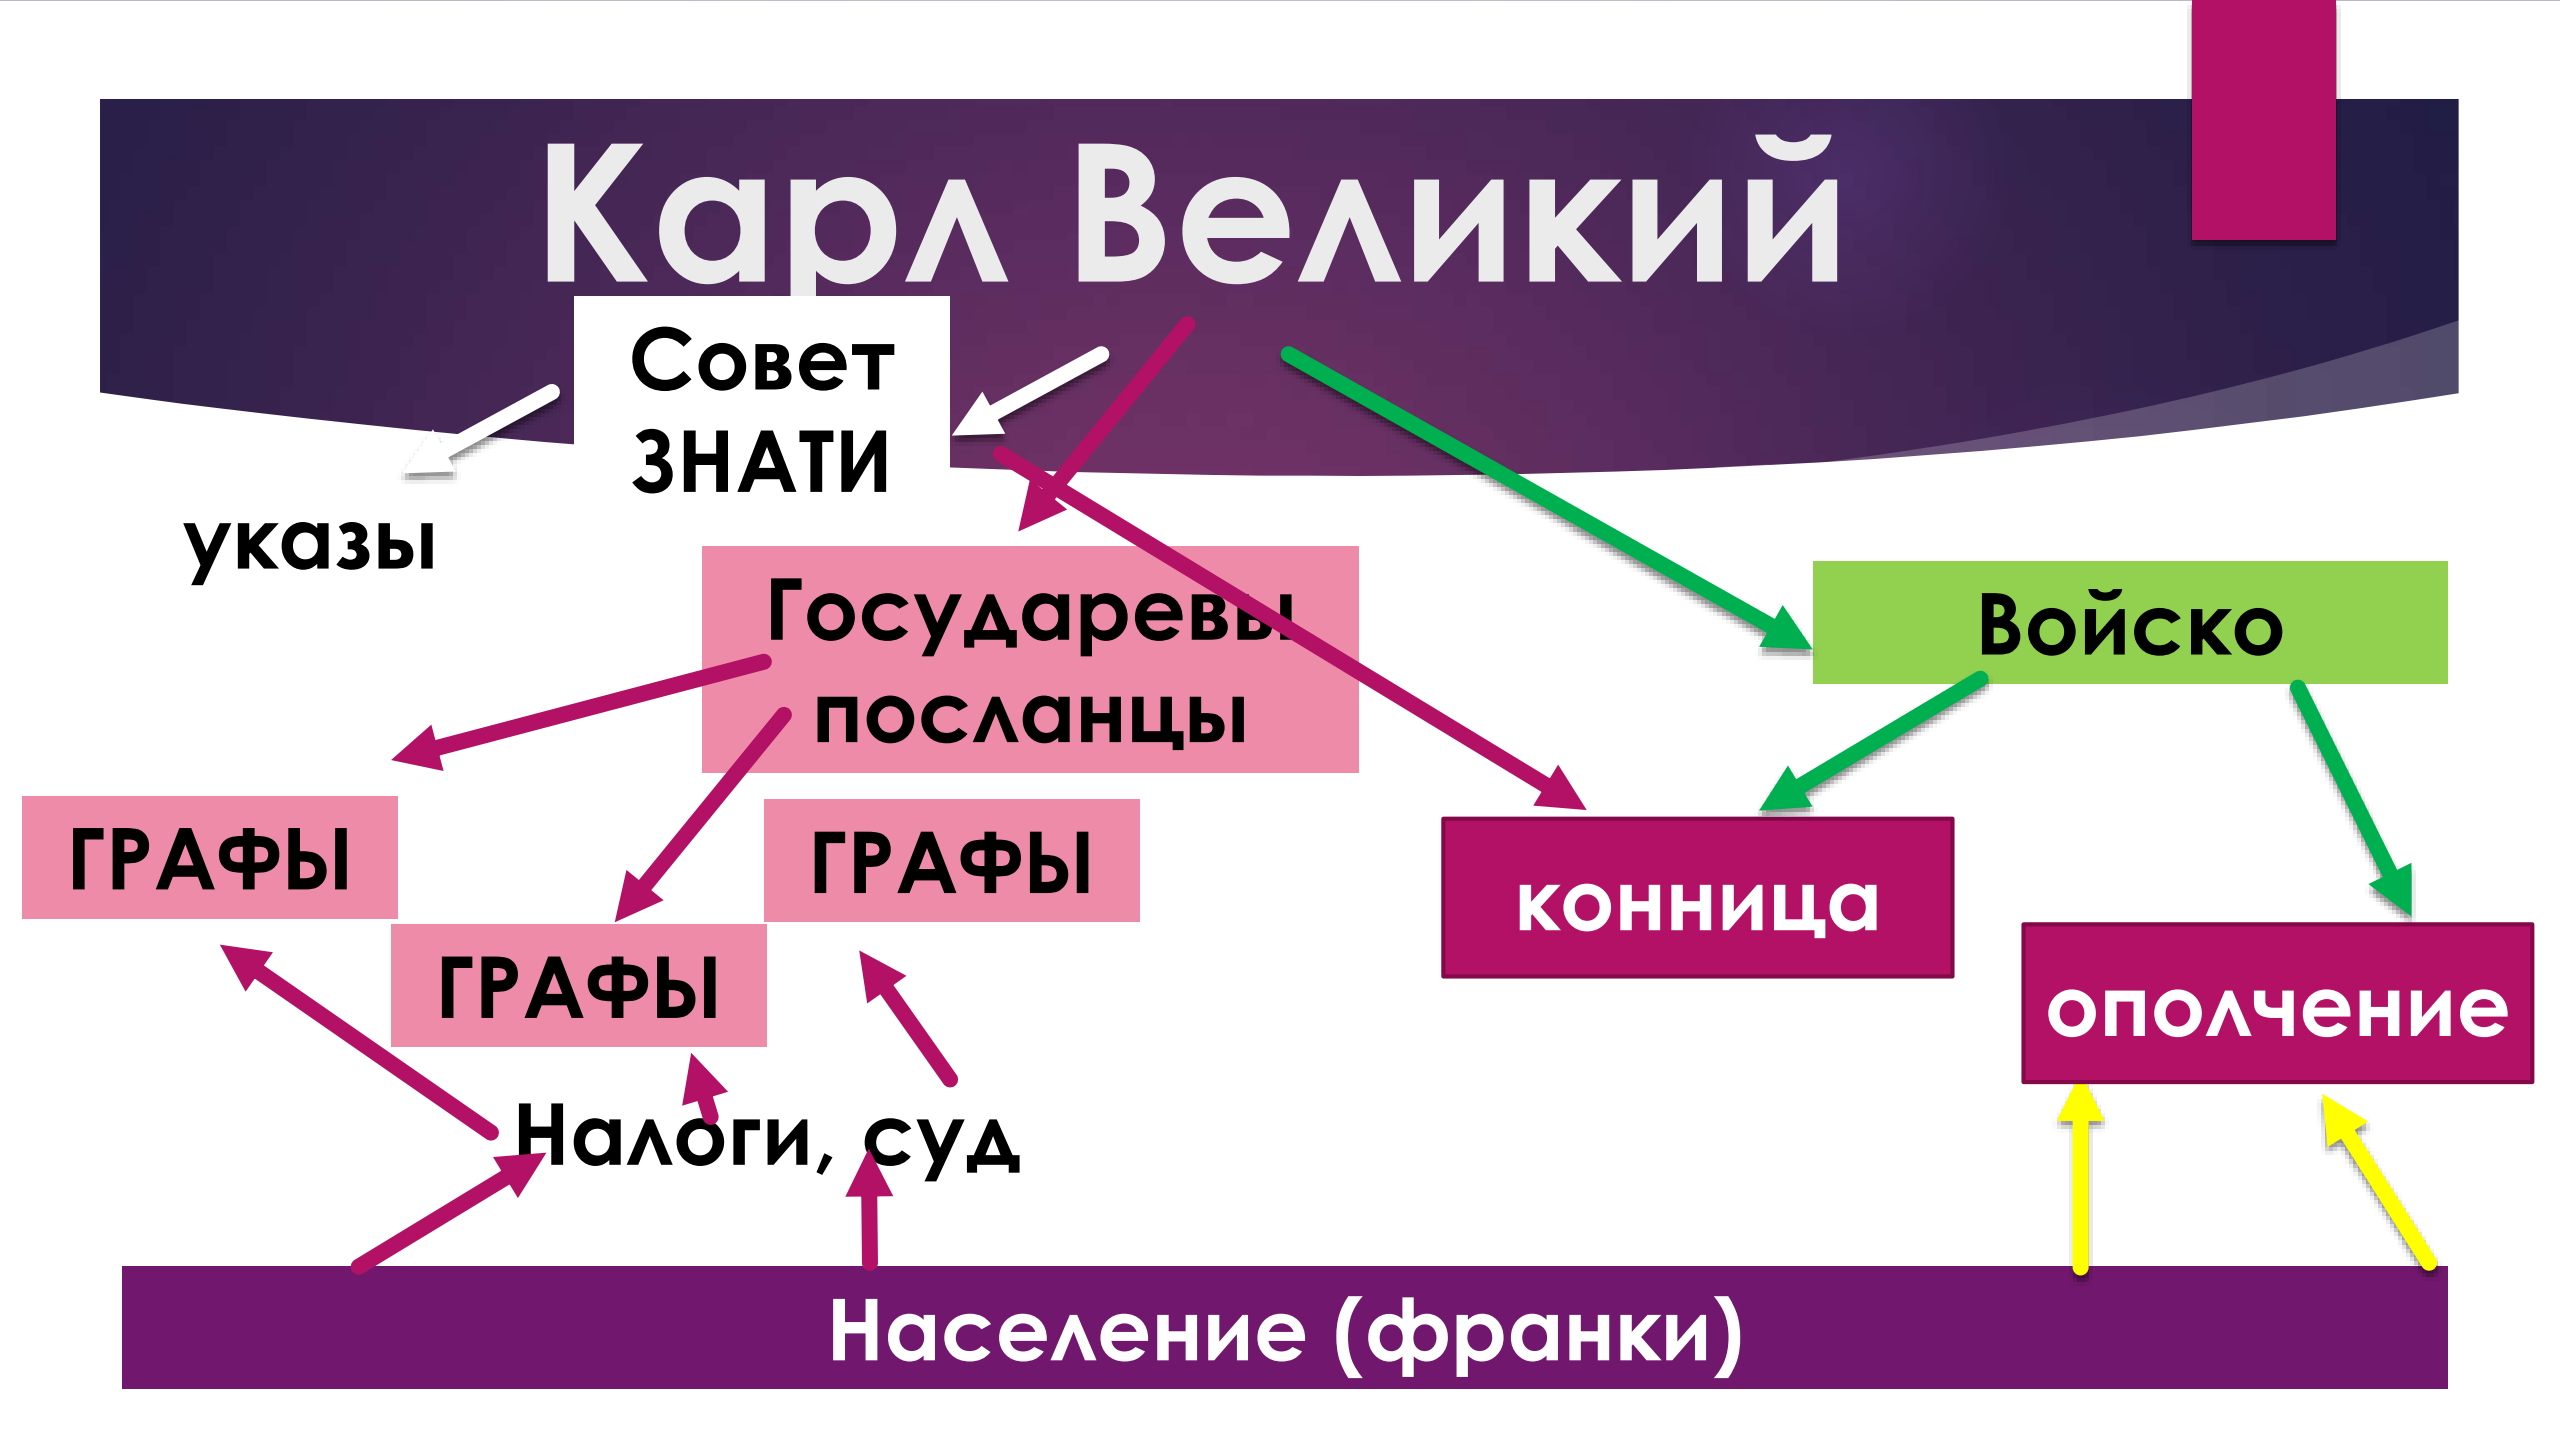 Карл Великий
Совет
ЗНАТИ
указы
Государевы
посланцы
Войско
ГРАФЫ
ГРАФЫ
ГРАФЫ
конница
ополчение
Налоги, суд
Население (франки)